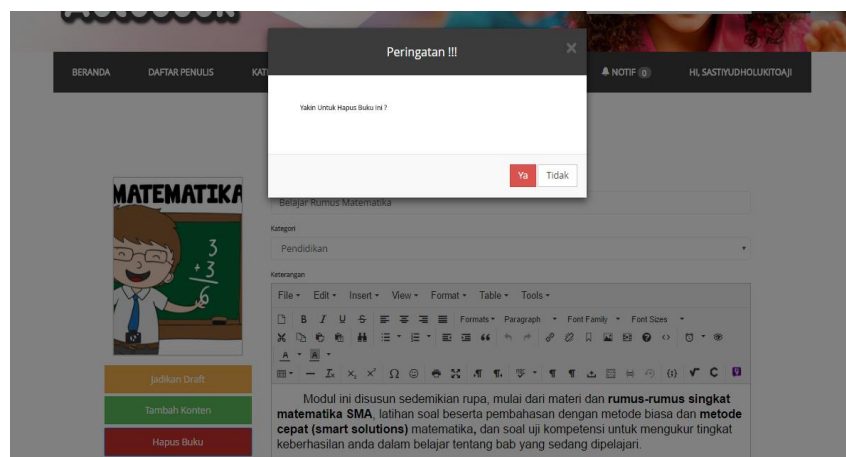 Peringatan !!!
BERANDA
DAFTAR PENULIS
NOTIF 0
HI, SASTIYUDHOLUKITOAJI
Yakin Untuk Hapus Buku Ini ?
Ya
Tidak
MATEMATIKA
3
+ 3
6
Jadikan Draft
Tambah Konten
Hapus Buku
Belajar Rumus Matematika
Kategori
Pendidikan
Keterangan
File Edit Insert View Format Table Tools
Formats Paragraph Font Family Font Sizes
Modul ini disusun sedemikian rupa, mulai dari materi dan rumus-rumus singkat
matematika SMA, latihan soal beserta pembahasan dengan metode biasa dan metode
cepat (smart solutions) matematika, dan soal uji kompetensi untuk mengukur tingkat
keberhasilan anda dalam belajar tentang bab yang sedang dipelajari.